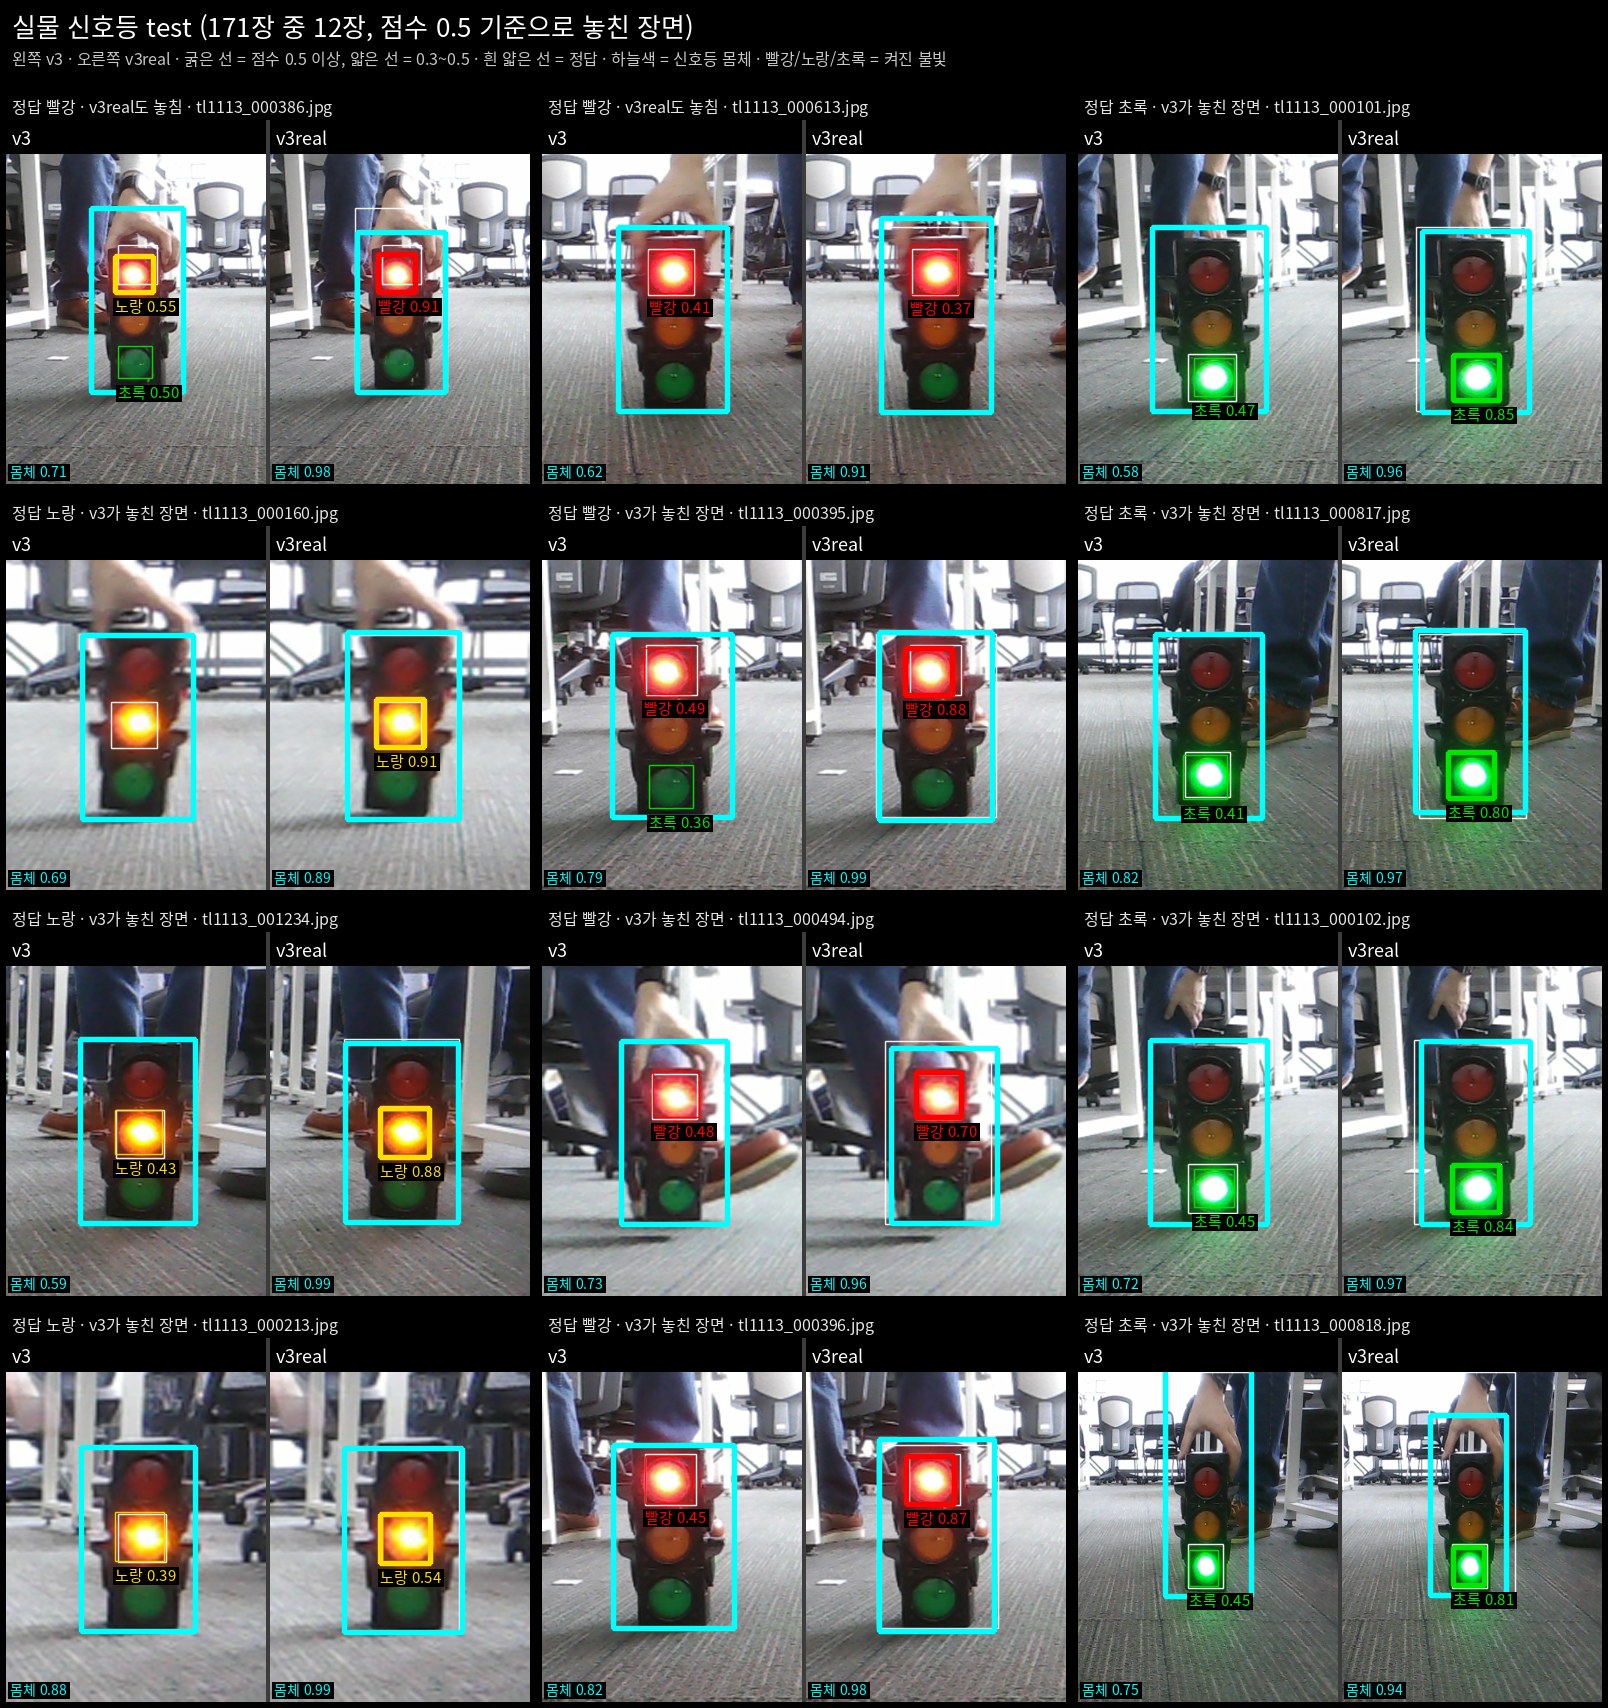 실물 신호등 test (171장 중 12장, 점수 0.5 기준으로 놓친 장면)
왼쪽 v3 · 오른쪽 v3real · 굵은 선 = 점수 0.5 이상, 얇은 선 = 0.3~0.5 · 흰 얇은 선 = 정답 · 하늘색 = 신호등 몸체 · 빨강/노랑/초록 = 켜진 불빛
정답 빨강 · v3real도 놓침 · tl1113_000386.jpg
v3
v3real
노랑 0.55
초록 0.50
몸체 0.71
빨강 0.91
몸체 0.98
정답 빨강 · v3real도 놓침 · tl1113_000613.jpg
v3
v3real
빨강 0.41
몸체 0.62
빨강 0.37
몸체 0.91
정답 초록 · v3가 놓친 장면 · tl1113_000101.jpg
v3
v3real
초록 0.47
몸체 0.58
초록 0.85
몸체 0.96
정답 노랑 · v3가 놓친 장면 · tl1113_000160.jpg
v3
v3real
몸체 0.69
노랑 0.91
몸체 0.89
정답 빨강 · v3가 놓친 장면 · tl1113_000395.jpg
v3
v3real
빨강 0.49
초록 0.36
몸체 0.79
빨강 0.88
몸체 0.99
정답 초록 · v3가 놓친 장면 · tl1113_000817.jpg
v3
v3real
초록 0.41
몸체 0.82
초록 0.80
몸체 0.97
정답 노랑 · v3가 놓친 장면 · tl1113_001234.jpg
v3
v3real
노랑 0.43
몸체 0.59
노랑 0.88
몸체 0.99
정답 빨강 · v3가 놓친 장면 · tl1113_000494.jpg
v3
v3real
빨강 0.48
몸체 0.73
빨강 0.70
몸체 0.96
정답 초록 · v3가 놓친 장면 · tl1113_000102.jpg
v3
v3real
초록 0.45
몸체 0.72
초록 0.84
몸체 0.97
정답 노랑 · v3가 놓친 장면 · tl1113_000213.jpg
v3
v3real
노랑 0.39
몸체 0.88
노랑 0.54
몸체 0.99
정답 빨강 · v3가 놓친 장면 · tl1113_000396.jpg
v3
v3real
빨강 0.45
몸체 0.82
빨강 0.87
몸체 0.98
정답 초록 · v3가 놓친 장면 · tl1113_000818.jpg
v3
v3real
초록 0.45
몸체 0.75
초록 0.81
몸체 0.94